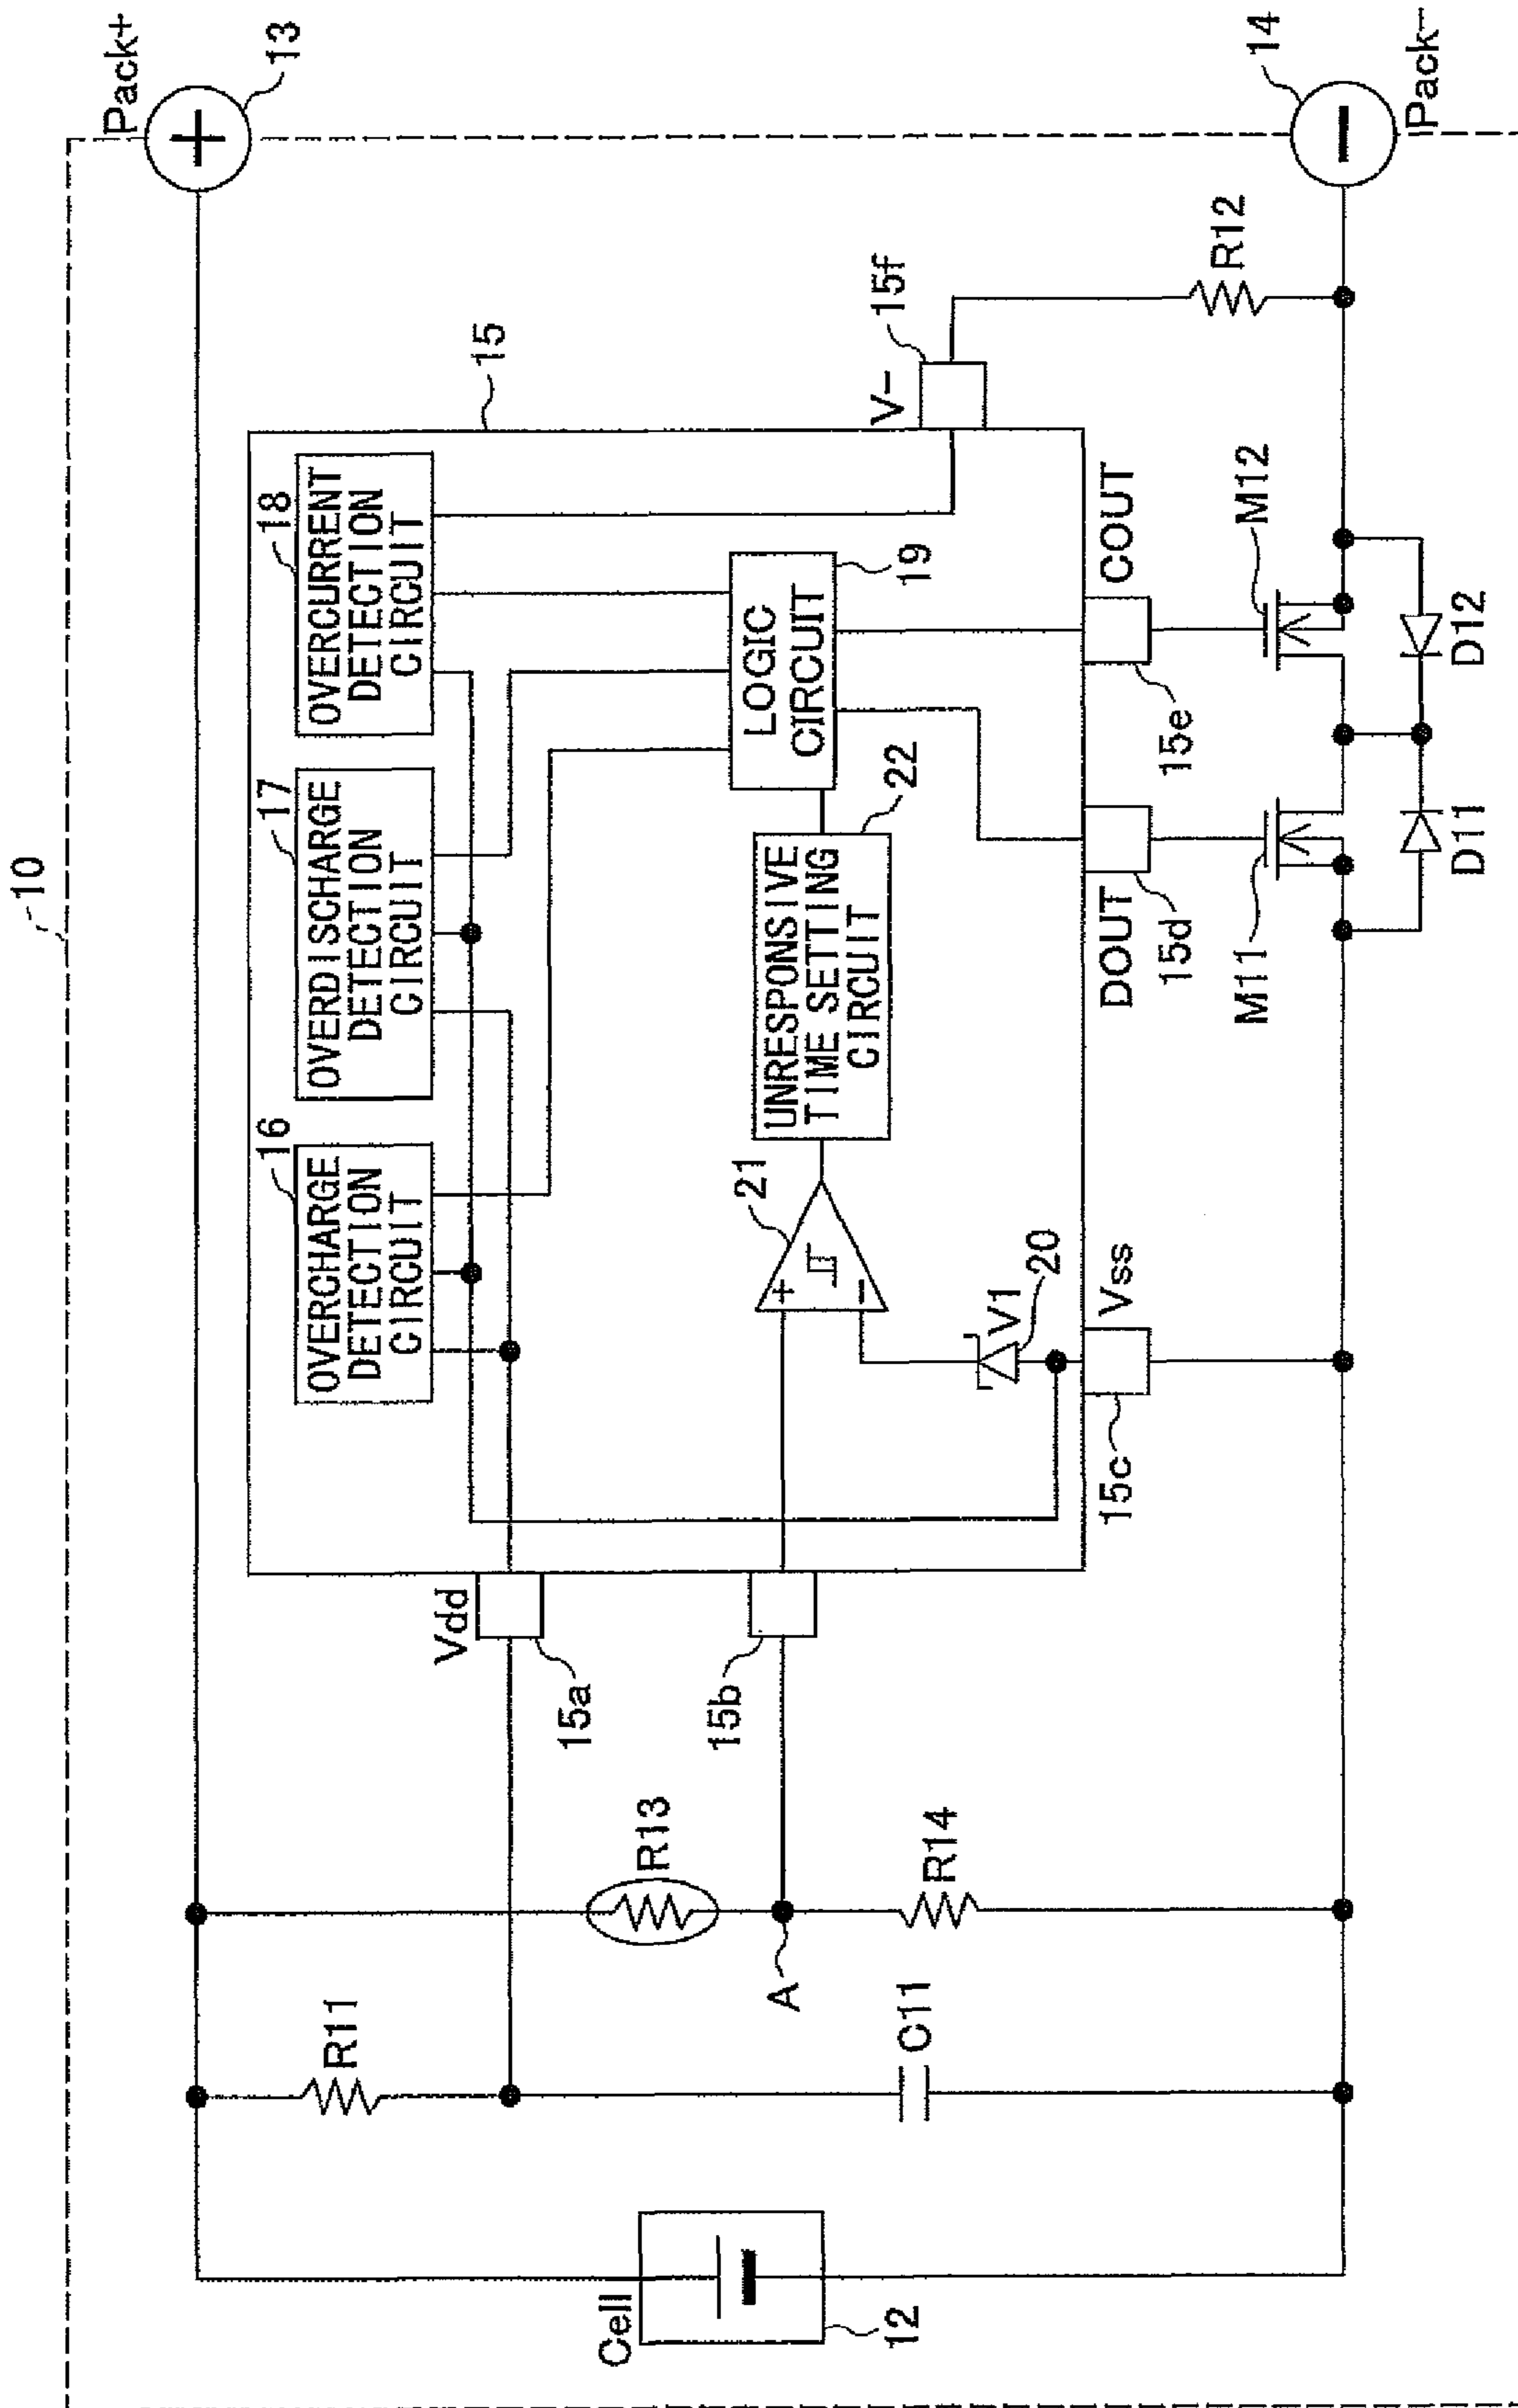 10
Pack+
13
15
16
OVERCHARGE
DETECTION
CIRCUIT
17
OVERDISCHARGE
DETECTION
CIRCUIT
18
OVERCURRENT
DETECTION
CIRCUIT
R11
Vdd
15a
R13
A
15b
21
+
−
UNRESPONSIVE
TIME SETTING
CIRCUIT
22
LOGIC
CIRCUIT
19
V−
15f
Cell
12
C11
R14
V1
20
15c
Vss
DOUT
15d
15e
COUT
R12
M11
M12
D11
D12
14
Pack−